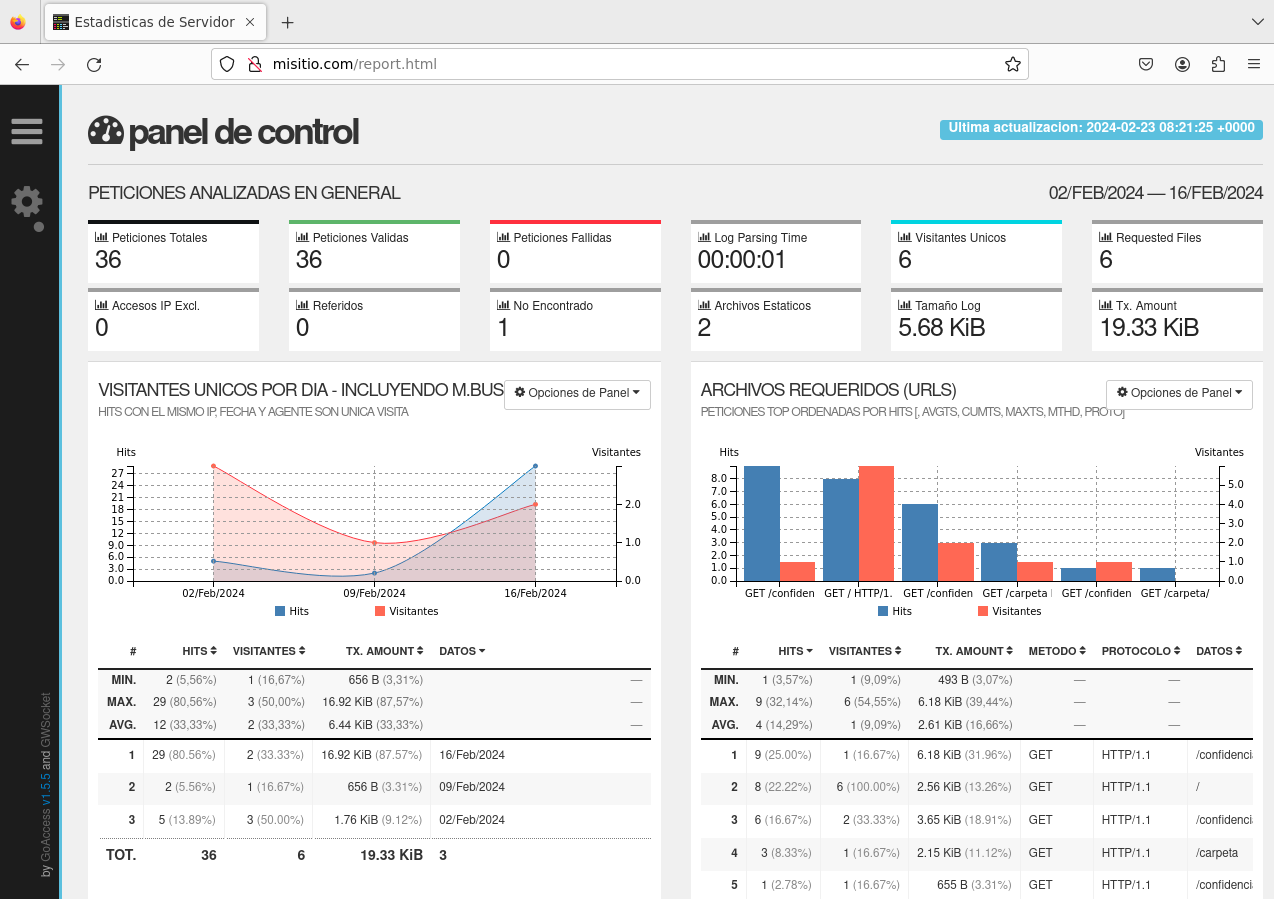 Estadisticas de Servidor
misitio.com/report.html
panel de control
Ultima actualizacion: 2024-02-23 08:21:25 +0000
PETICIONES ANALIZADAS EN GENERAL
02/FEB/2024 — 16/FEB/2024
Peticiones Totales
36
Peticiones Validas
36
Peticiones Fallidas
0
Log Parsing Time
00:00:01
Visitantes Unicos
6
Requested Files
6
Accesos IP Excl.
0
Referidos
0
No Encontrado
1
Archivos Estaticos
2
Tamaño Log
5.68 KiB
Tx. Amount
19.33 KiB
VISITANTES UNICOS POR DIA - INCLUYENDO M.BUS
Opciones de Panel
HITS CON EL MISMO IP, FECHA Y AGENTE SON UNICA VISITA
Hits
Visitantes
27
24
21
18
15
12
9.0
6.0
3.0
0.0
2.0
1.0
0.0
02/Feb/2024 09/Feb/2024 16/Feb/2024
Hits Visitantes
# HITS VISITANTES TX. AMOUNT DATOS
MIN. 2 (5,56%) 1 (16,67%) 656 B (3,31%) —
MAX. 29 (80,56%) 3 (50,00%) 16.92 KiB (87,57%) —
AVG. 12 (33,33%) 2 (33,33%) 6.44 KiB (33,33%) —
1 29 (80.56%) 2 (33.33%) 16.92 KiB (87.57%) 16/Feb/2024
2 2 (5.56%) 1 (16.67%) 656 B (3.31%) 09/Feb/2024
3 5 (13.89%) 3 (50.00%) 1.76 KiB (9.12%) 02/Feb/2024
TOT. 36 6 19.33 KiB 3
ARCHIVOS REQUERIDOS (URLS)
Opciones de Panel
PETICIONES TOP ORDENADAS POR HITS [, AVGTS, CUMTS, MAXTS, MTHD, PROTO]
Hits
Visitantes
8.0
7.0
6.0
5.0
4.0
3.0
2.0
1.0
0.0
5.0
4.0
3.0
2.0
1.0
0.0
GET /confiden GET / HTTP/1. GET /confiden GET /carpeta GET /confiden GET /carpeta/
Hits Visitantes
# HITS VISITANTES TX. AMOUNT METODO PROTOCOLO DATOS
MIN. 1 (3,57%) 1 (9,09%) 493 B (3,07%) — —
MAX. 9 (32,14%) 6 (54,55%) 6.18 KiB (39,44%) — —
AVG. 4 (14,29%) 1 (9,09%) 2.61 KiB (16,66%) — —
1 9 (25.00%) 1 (16.67%) 6.18 KiB (31.96%) GET HTTP/1.1 /confidenci
2 8 (22.22%) 6 (100.00%) 2.56 KiB (13.26%) GET HTTP/1.1 /
3 6 (16.67%) 2 (33.33%) 3.65 KiB (18.91%) GET HTTP/1.1 /confidenci
4 3 (8.33%) 1 (16.67%) 2.15 KiB (11.12%) GET HTTP/1.1 /carpeta
5 1 (2.78%) 1 (16.67%) 655 B (3.31%) GET HTTP/1.1 /confidenci
by GoAccess v1.5.5 and GWSocket